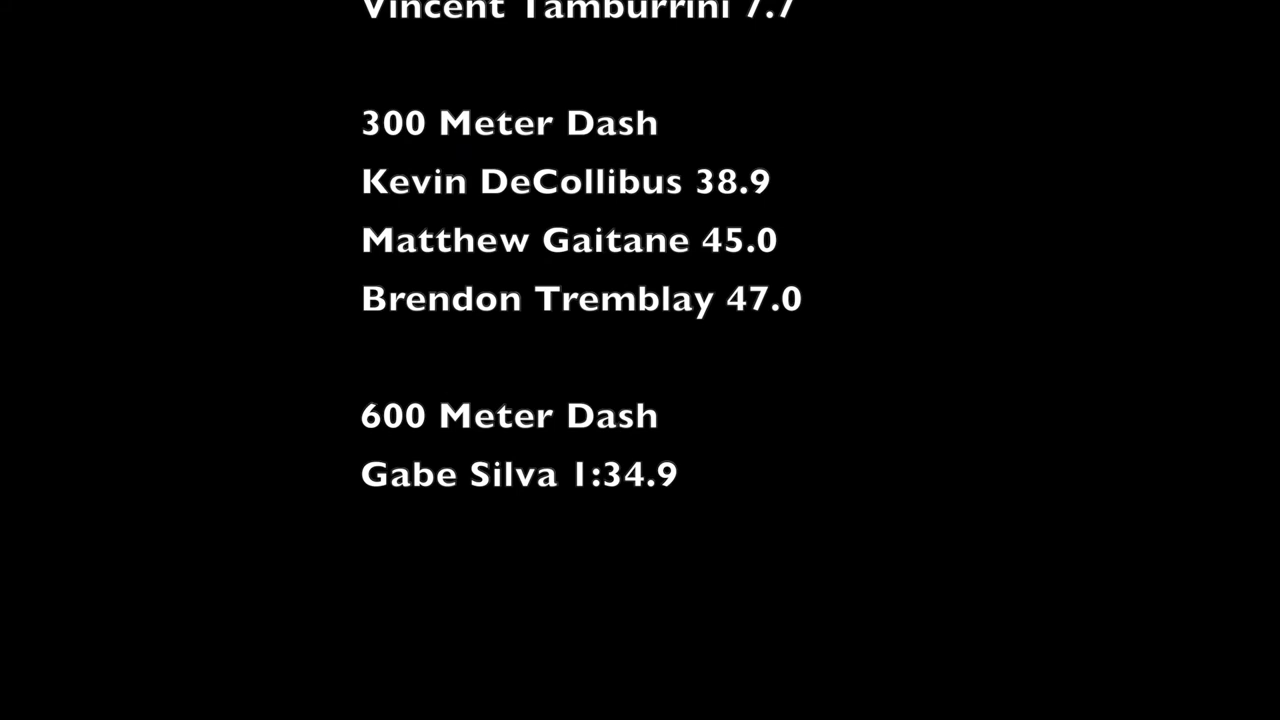 Vincent Tamburrini 7.7
300 Meter Dash
Kevin DeCollibus 38.9
Matthew Gaitane 45.0
Brendon Tremblay 47.0
600 Meter Dash
Gabe Silva 1:34.9